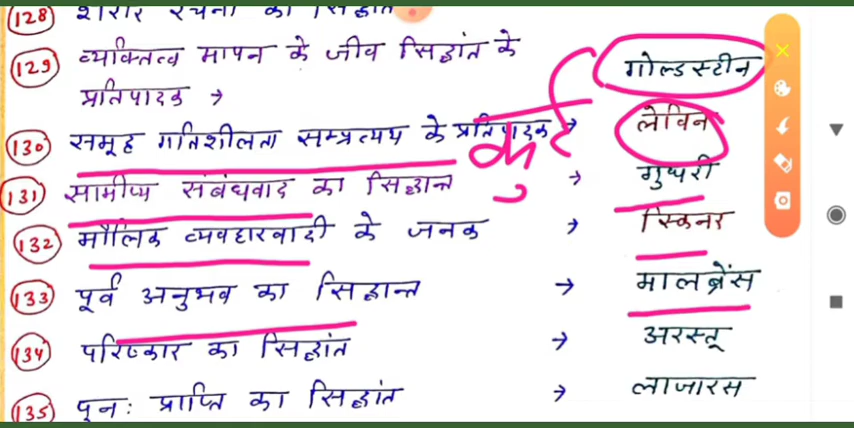 (128) शरीर रचना का सिद्धांत
(129) व्यक्तित्व मापन के जीव सिद्धांत के
प्रतिपादक → गोल्डस्टीन
(130) समूह गतिशीलता सम्प्रत्यय के प्रतिपादक → लेविन
(131) सामीप्य संबंधवाद का सिद्धान्त → गुथरी
(132) मौलिक व्यवहारवादी के जनक → स्किनर
(133) पूर्व अनुभव का सिद्धान्त → मालब्रेंस
(134) परिष्कार का सिद्धांत → अरस्तू
(135) पुनः प्राप्ति का सिद्धांत → लाजारस